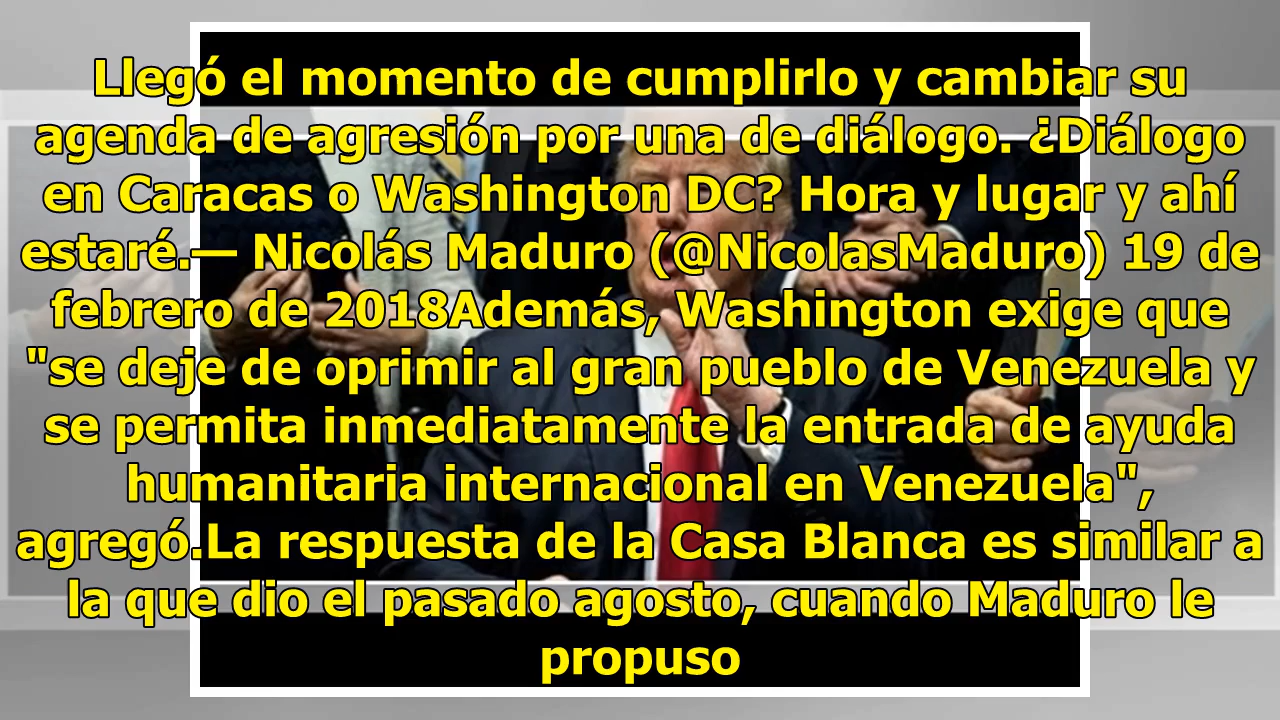 Llegó el momento de cumplirlo y cambiar su
agenda de agresión por una de diálogo. ¿Diálogo
en Caracas o Washington DC? Hora y lugar y ahí
estaré.— Nicolás Maduro (@NicolasMaduro) 19 de
febrero de 2018Además, Washington exige que
"se deje de oprimir al gran pueblo de Venezuela y
se permita inmediatamente la entrada de ayuda
humanitaria internacional en Venezuela",
agregó.La respuesta de la Casa Blanca es similar a
la que dio el pasado agosto, cuando Maduro le
propuso